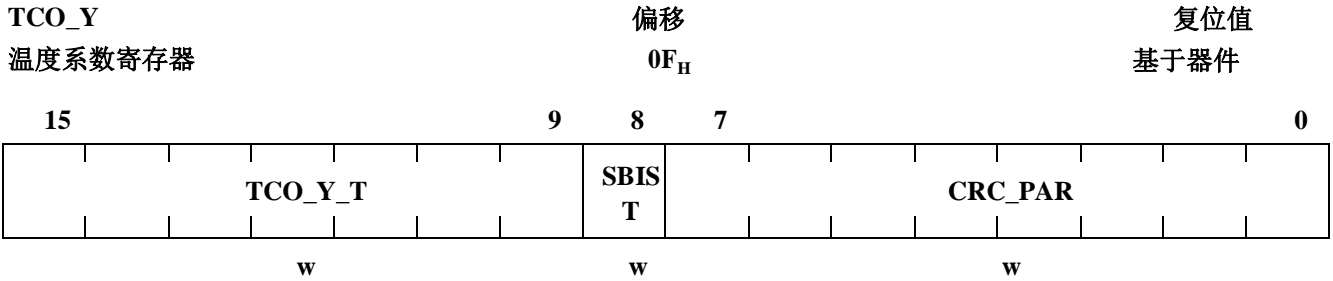 TCO_Y 偏移 复位值
温度系数寄存器 0F_H 基于器件
15 9 8 7 0
TCO_Y_T SBIS T CRC_PAR
w w w